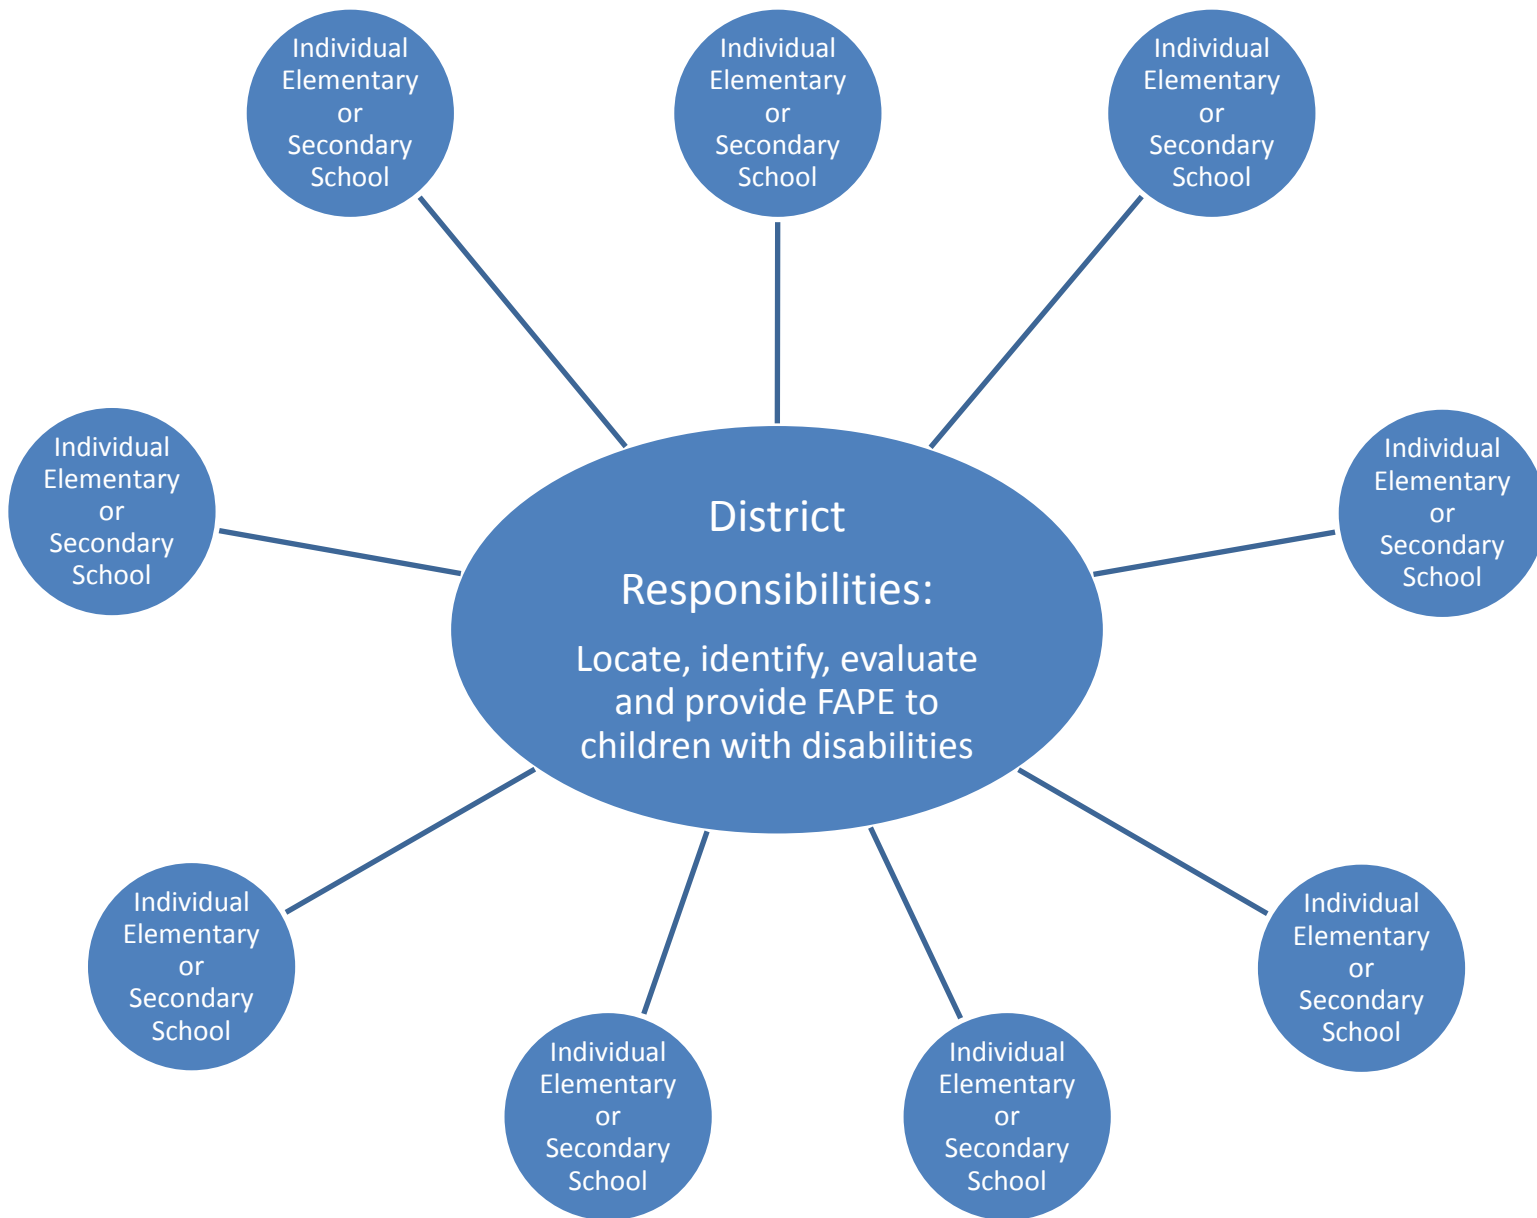 Individual
Elementary
or
Secondary
School
Individual
Elementary
or
Secondary
School
Individual
Elementary
or
Secondary
School
Individual
Elementary
or
Secondary
School
Individual
Elementary
or
Secondary
School
District
Responsibilities:
Locate, identify, evaluate
and provide FAPE to
children with disabilities
Individual
Elementary
or
Secondary
School
Individual
Elementary
or
Secondary
School
Individual
Elementary
or
Secondary
School
Individual
Elementary
or
Secondary
School